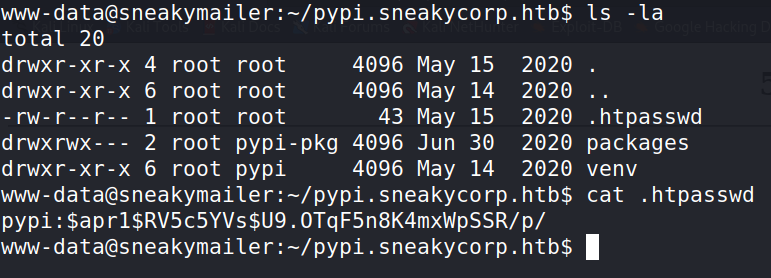 www-data@sneakymailer:~/pypi.sneakycorp.htb$ ls -la
total 20
drwxr-xr-x 4 root root     4096 May 15  2020 .
drwxr-xr-x 6 root root     4096 May 14  2020 ..
-rw-r--r-- 1 root root       43 May 15  2020 .htpasswd
drwxrwx--- 2 root pypi-pkg 4096 Jun 30  2020 packages
drwxr-xr-x 6 root pypi     4096 May 14  2020 venv
www-data@sneakymailer:~/pypi.sneakycorp.htb$ cat .htpasswd
pypi:$apr1$RV5c5YVs$U9.OTqF5n8K4mxWpSSR/p/
www-data@sneakymailer:~/pypi.sneakycorp.htb$